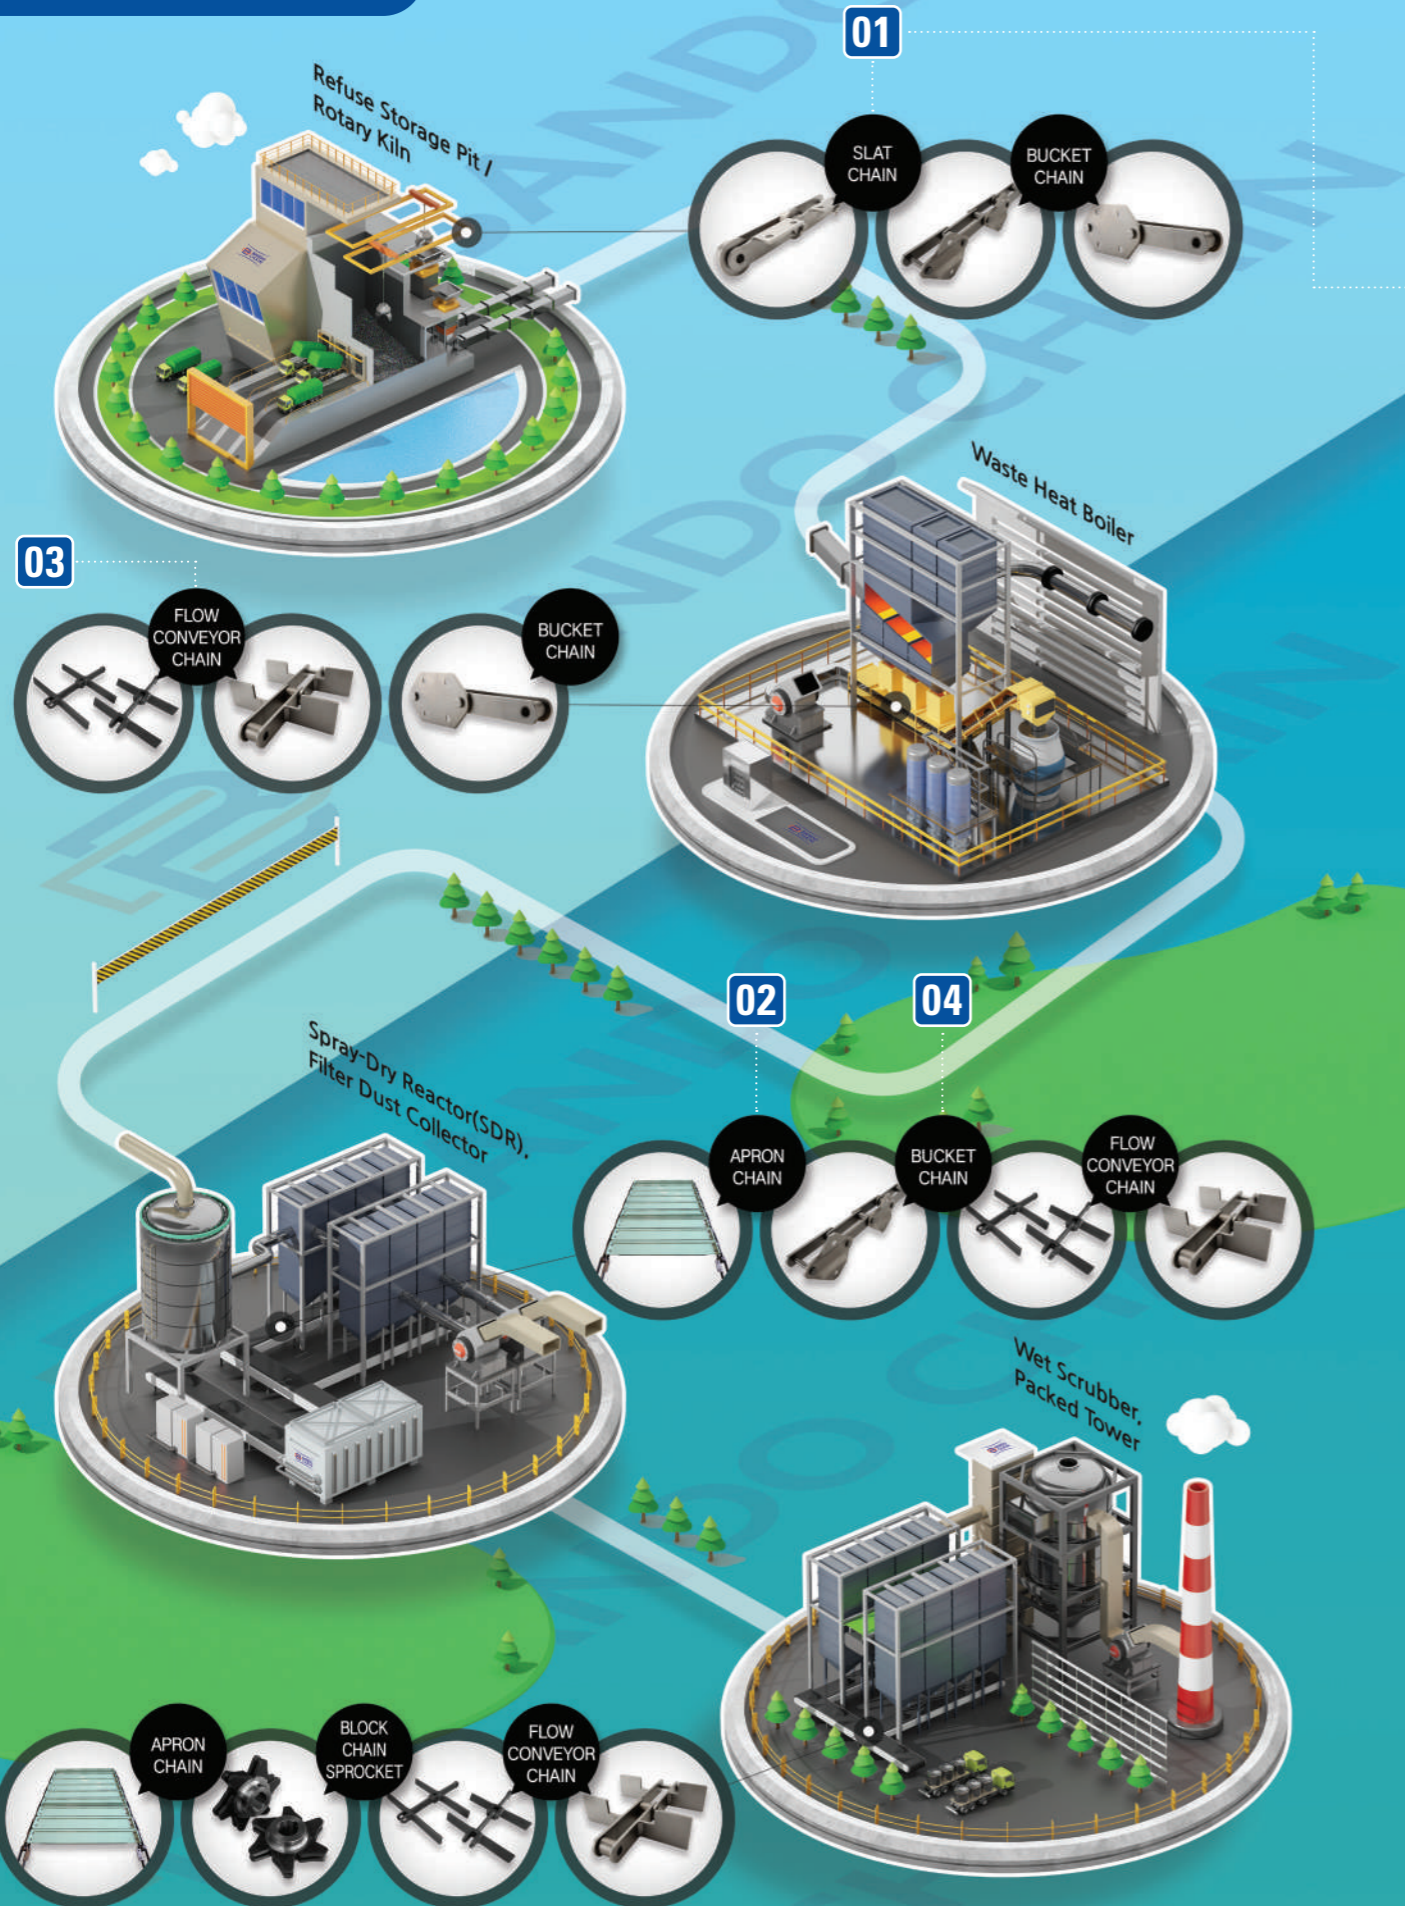 01
Refuse Storage Pit /
Rotary Kiln
SLAT
CHAIN
BUCKET
CHAIN
Waste Heat Boiler
03
FLOW
CONVEYOR
CHAIN
BUCKET
CHAIN
02
04
Spray-Dry Reactor(SDR),
Filter Dust Collector
APRON
CHAIN
BUCKET
CHAIN
FLOW
CONVEYOR
CHAIN
Wet Scrubber,
Packed Tower
APRON
CHAIN
BLOCK
CHAIN
SPROCKET
FLOW
CONVEYOR
CHAIN